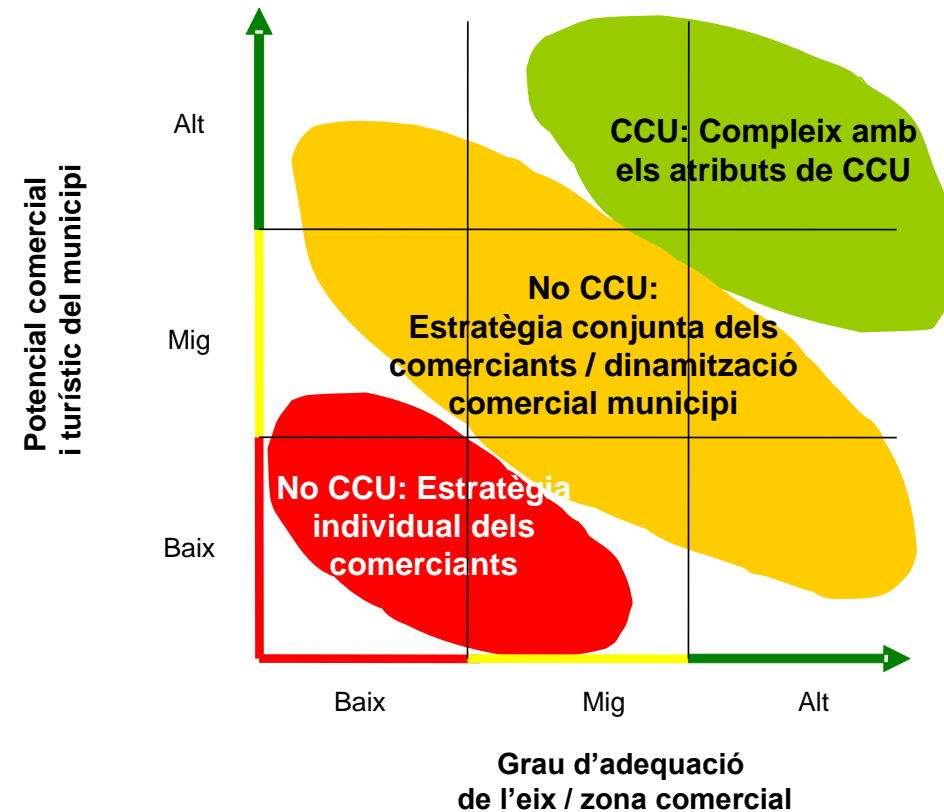 Potencial comercial
i turístic del municipi
Alt
Mig
Baix
CCU: Compleix amb
els atributs de CCU
No CCU:
Estratègia conjunta dels
comerciants / dinamització
comercial municipi
No CCU: Estratègia
individual dels
comerciants
Baix
Mig
Alt
Grau d’adequació
de l’eix / zona comercial